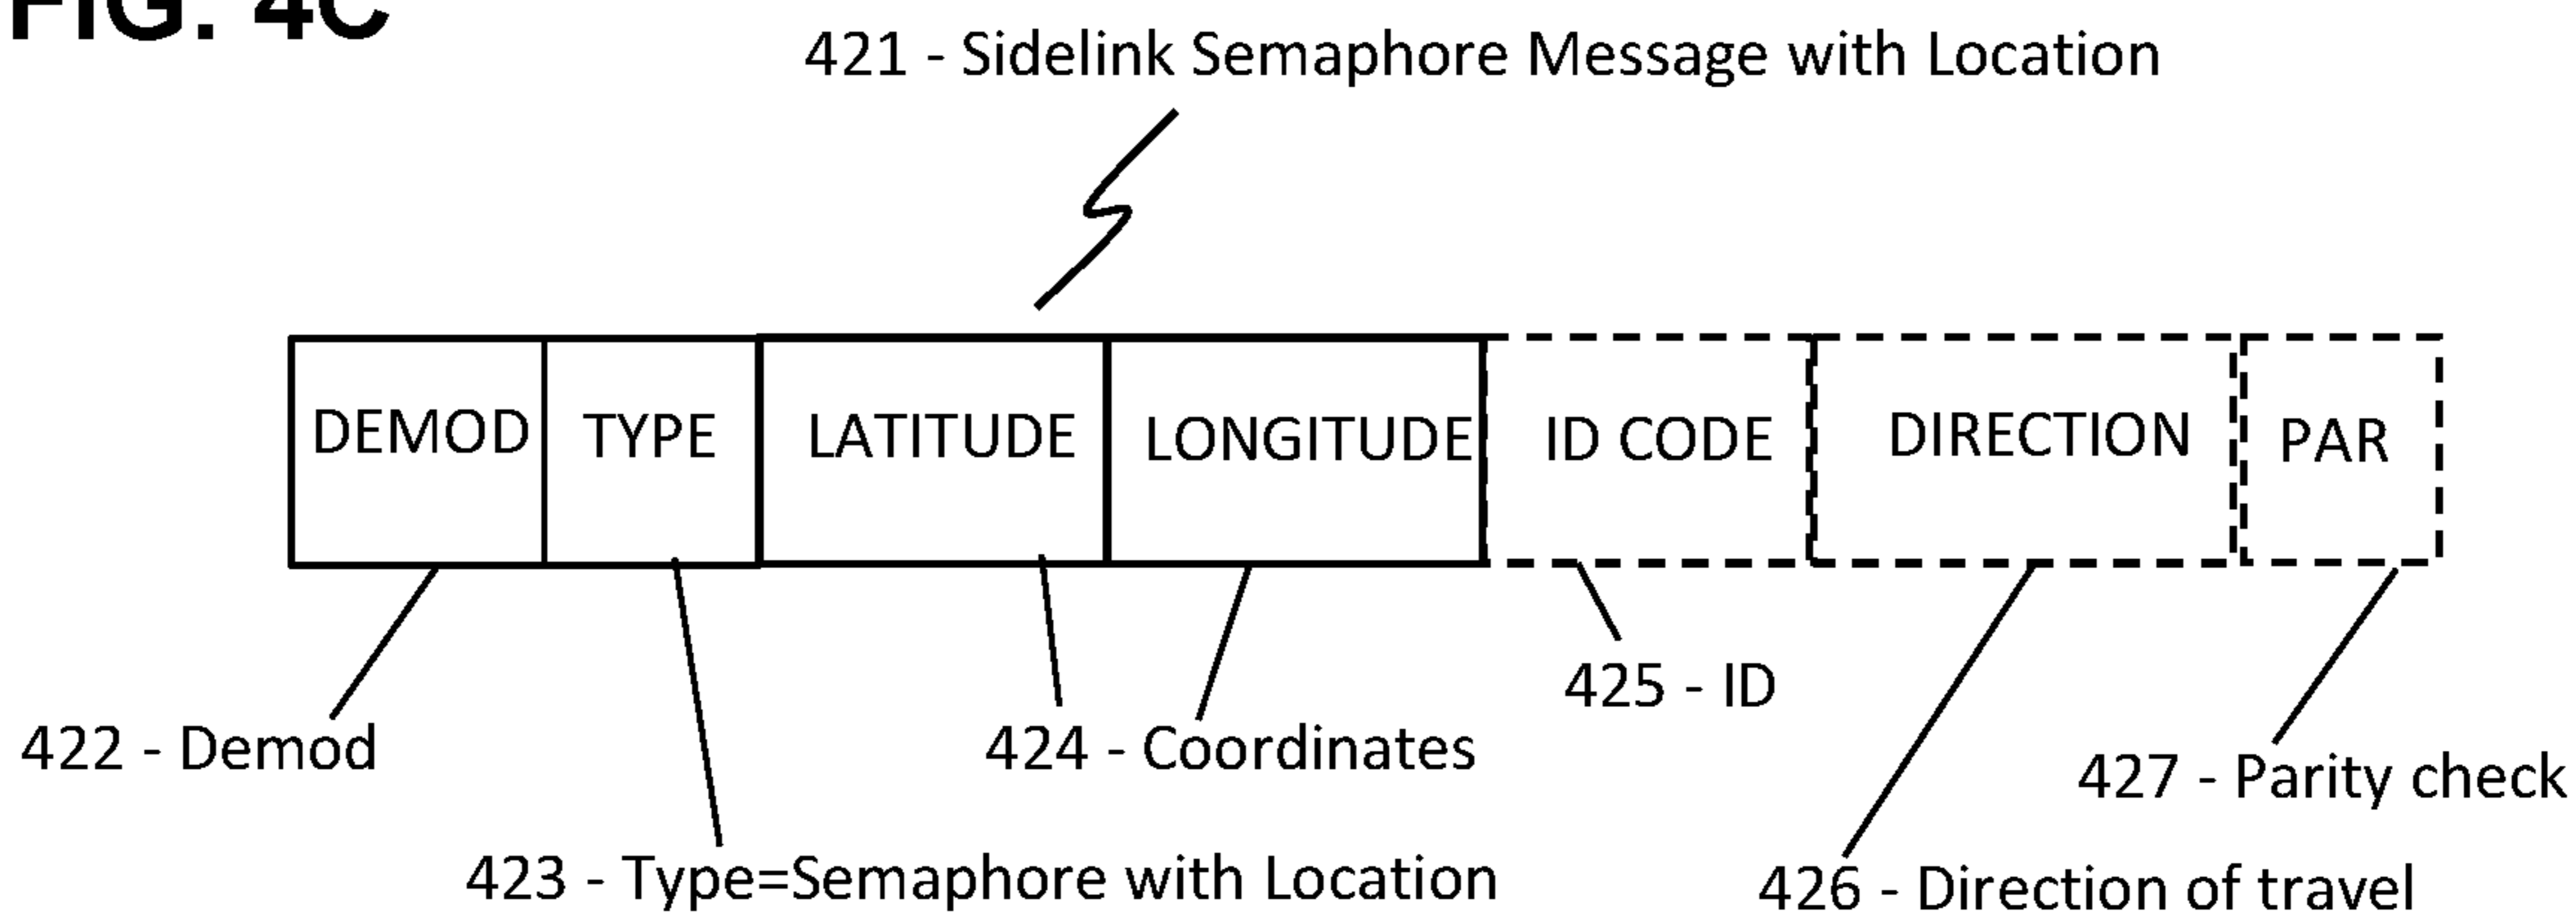 FIG. 4C
421 - Sidelink Semaphore Message with Location
DEMOD TYPE LATITUDE LONGITUDE ID CODE DIRECTION PAR
425 - ID
422 - Demod
424 - Coordinates
427 - Parity check
423 - Type=Semaphore with Location
426 - Direction of travel